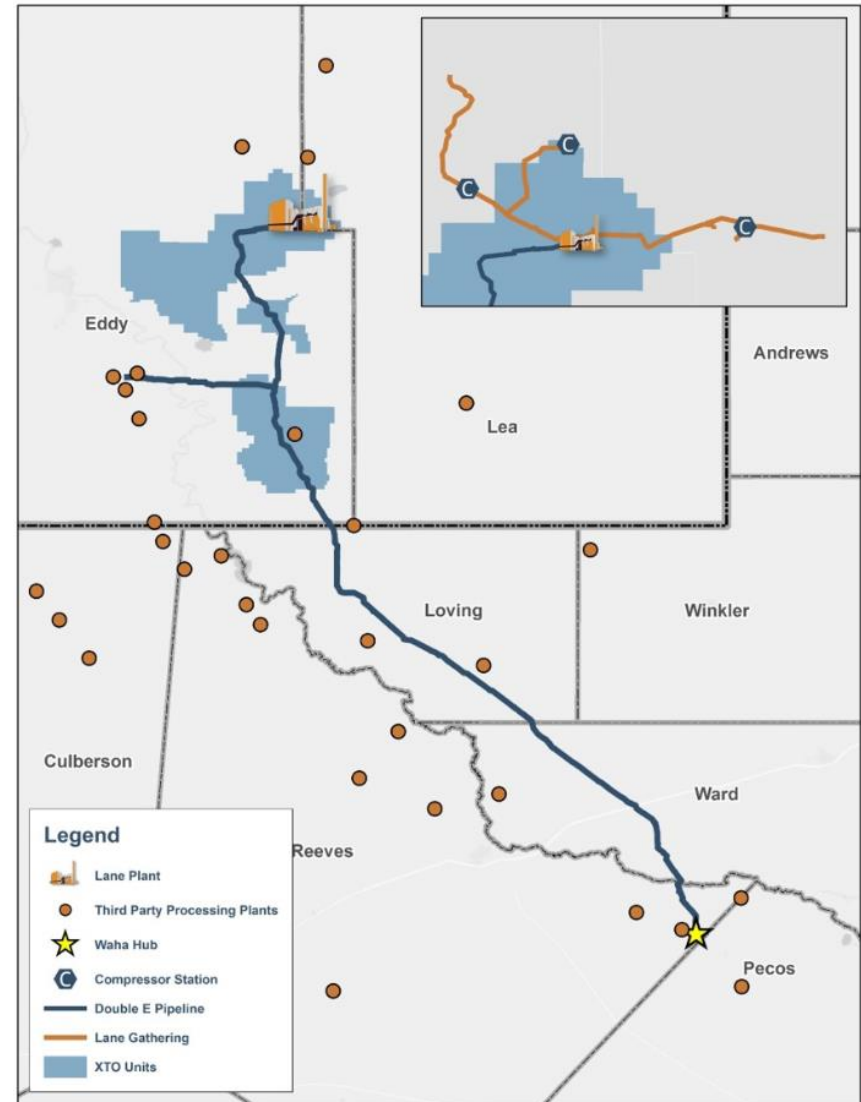 C
C
C
Eddy
Andrews
Lea
Loving
Winkler
Culberson
Ward
Reeves
Pecos
Legend
Lane Plant
Third Party Processing Plants
Waha Hub
C Compressor Station
Double E Pipeline
Lane Gathering
XTO Units